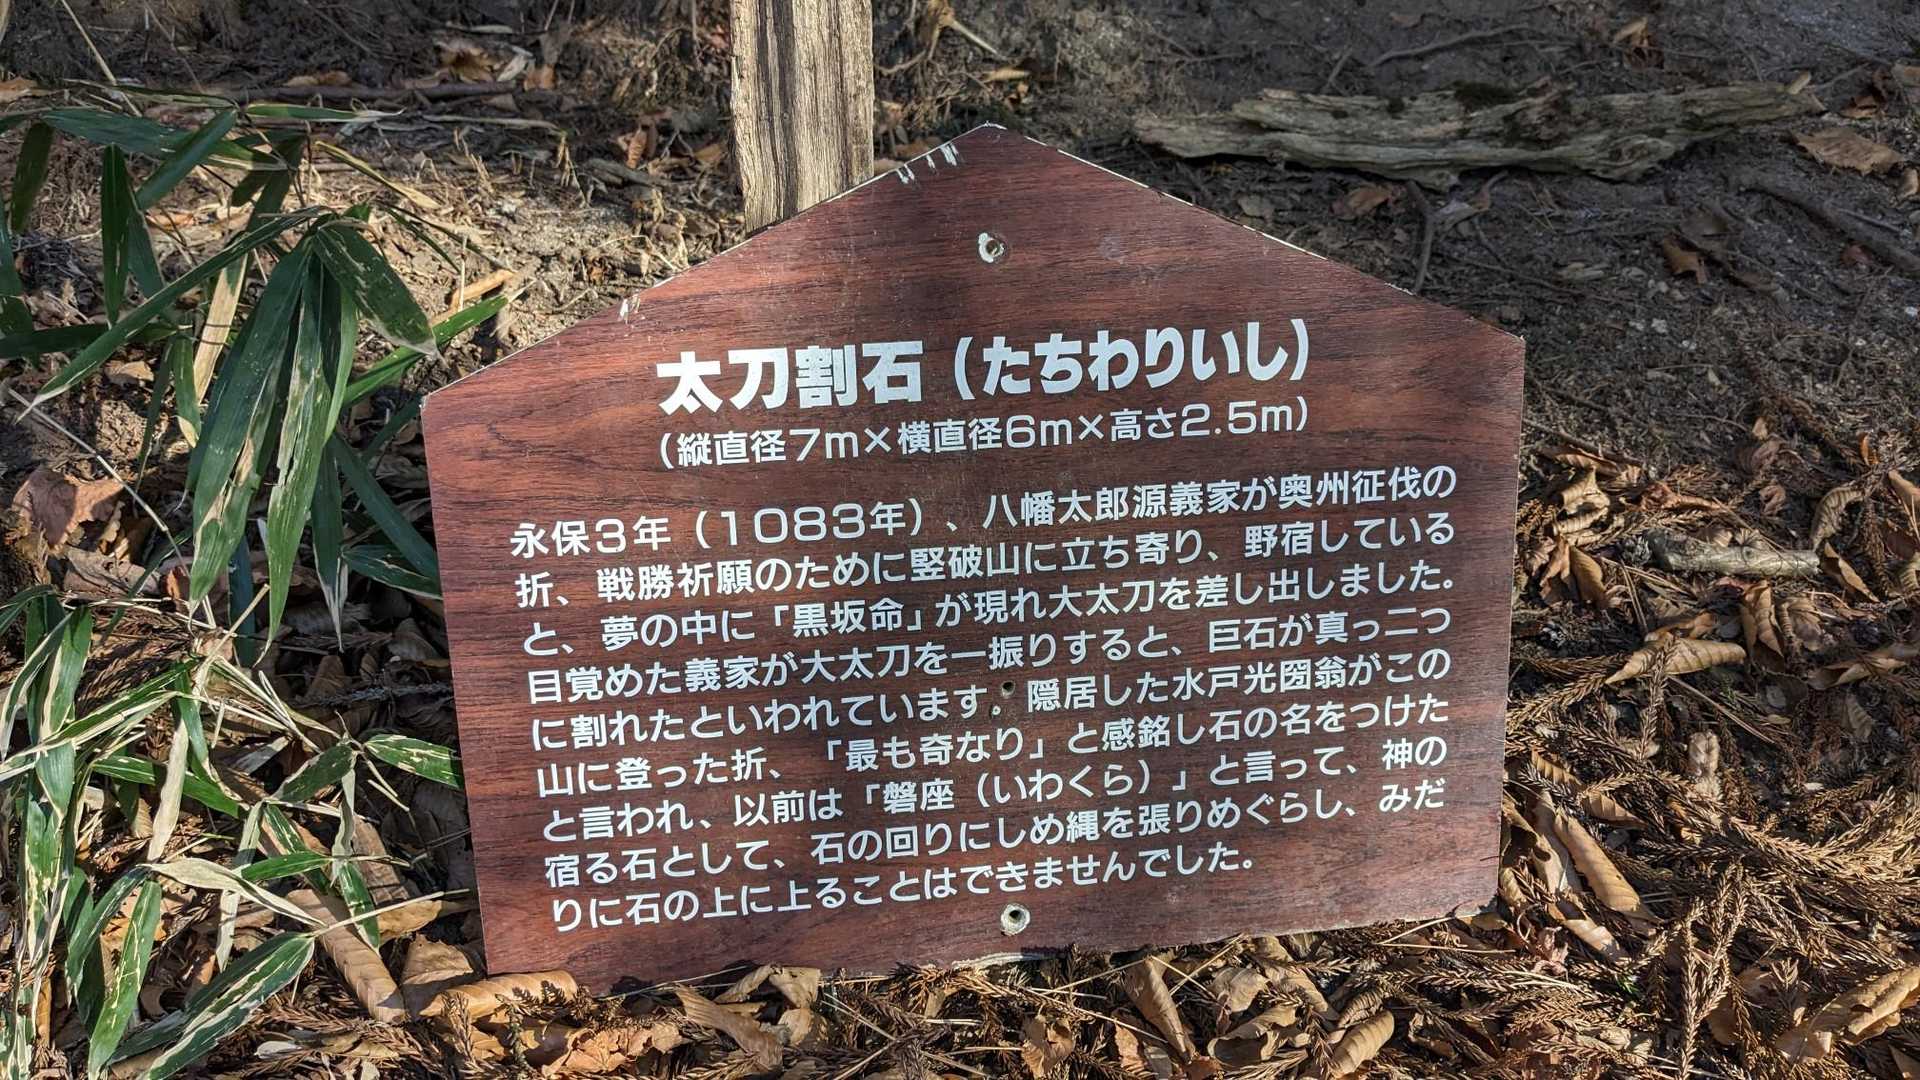 太刀割石（たちわりいし）
（縦直径7m×横直径6m×高さ2.5m）
永保3年（1083年）、八幡太郎源義家が奥州征伐の
折、戦勝祈願のために竪破山に立ち寄り、野宿している
と、夢の中に「黒坂命」が現れ大太刀を差し出しました。
目覚めた義家が大太刀を一振りすると、巨石が真っ二つ
に割れたといわれています。隠居した水戸光圀翁がこの
山に登った折、「最も奇なり」と感銘し石の名をつけた
と言われ、以前は「磐座（いわくら）」と言って、神の
宿る石として、石の回りにしめ縄を張りめぐらし、みだ
りに石の上に上ることはできませんでした。